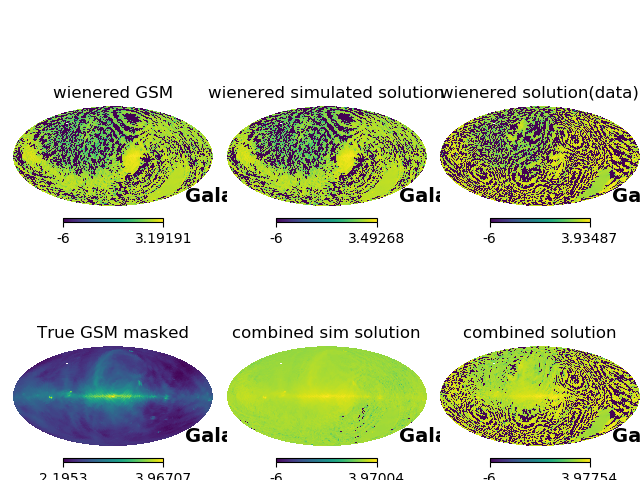 wienered GSM
wienered simulated solution
wienered solution(data)
Gala
Gala
Ga
-6 3.19191
-6 3.49268
-6 3.93487
True GSM masked
combined sim solution
combined solution
Gala
Gala
Ga
2.1953 3.96707
-6 3.97004
-6 3.97754